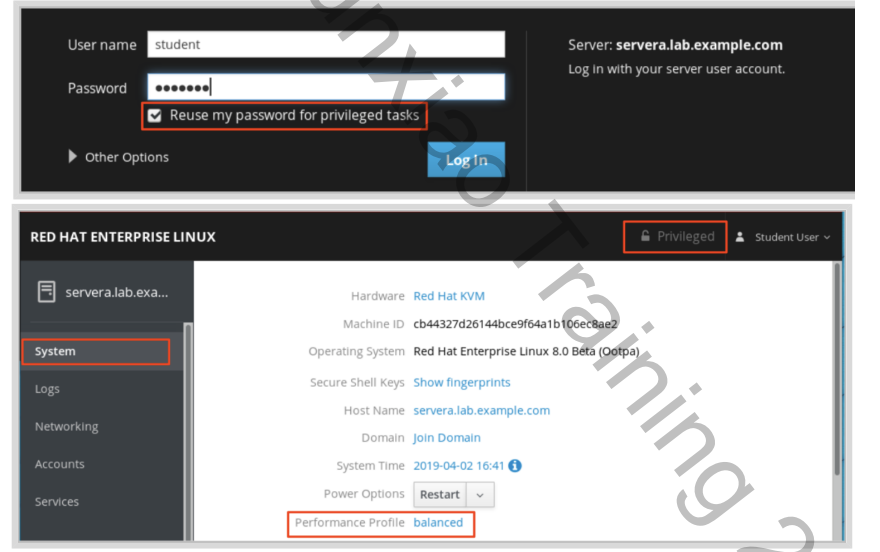 User name student
Password •••••••
Reuse my password for privileged tasks
Other Options
Log In
Server: servera.lab.example.com
Log in with your server user account.
RED HAT ENTERPRISE LINUX
Privileged
Student User
servera.lab.exa...
System
Logs
Networking
Accounts
Services
Hardware Red Hat KVM
Machine ID cb44327d26144bce9f64a1b106ec8ae2
Operating System Red Hat Enterprise Linux 8.0 Beta (Ootpa)
Secure Shell Keys Show fingerprints
Host Name servera.lab.example.com
Domain Join Domain
System Time 2019-04-02 16:41
Power Options Restart
Performance Profile balanced
unxiao Training 2